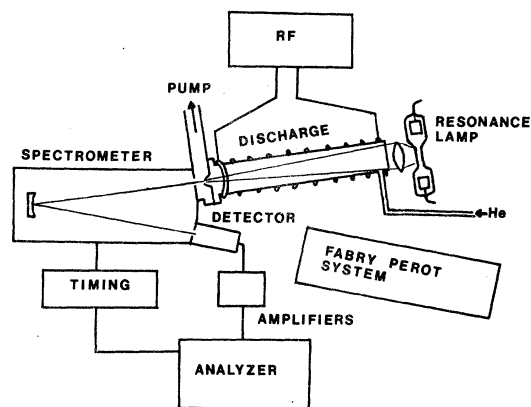 RF
PUMP
DISCHARGE
RESONANCE
LAMP
SPECTROMETER
DETECTOR
He
FABRY PEROT
SYSTEM
TIMING
AMPLIFIERS
ANALYZER